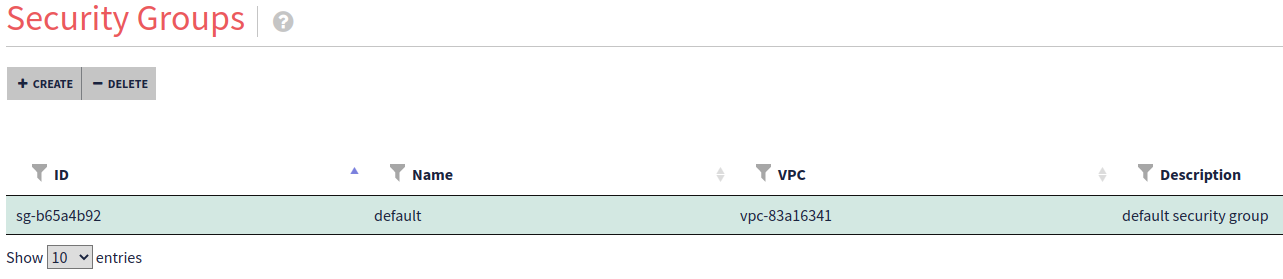 Security Groups ?
+ CREATE − DELETE
ID Name VPC Description
sg-b65a4b92 default vpc-83a16341 default security group
Show 10 entries